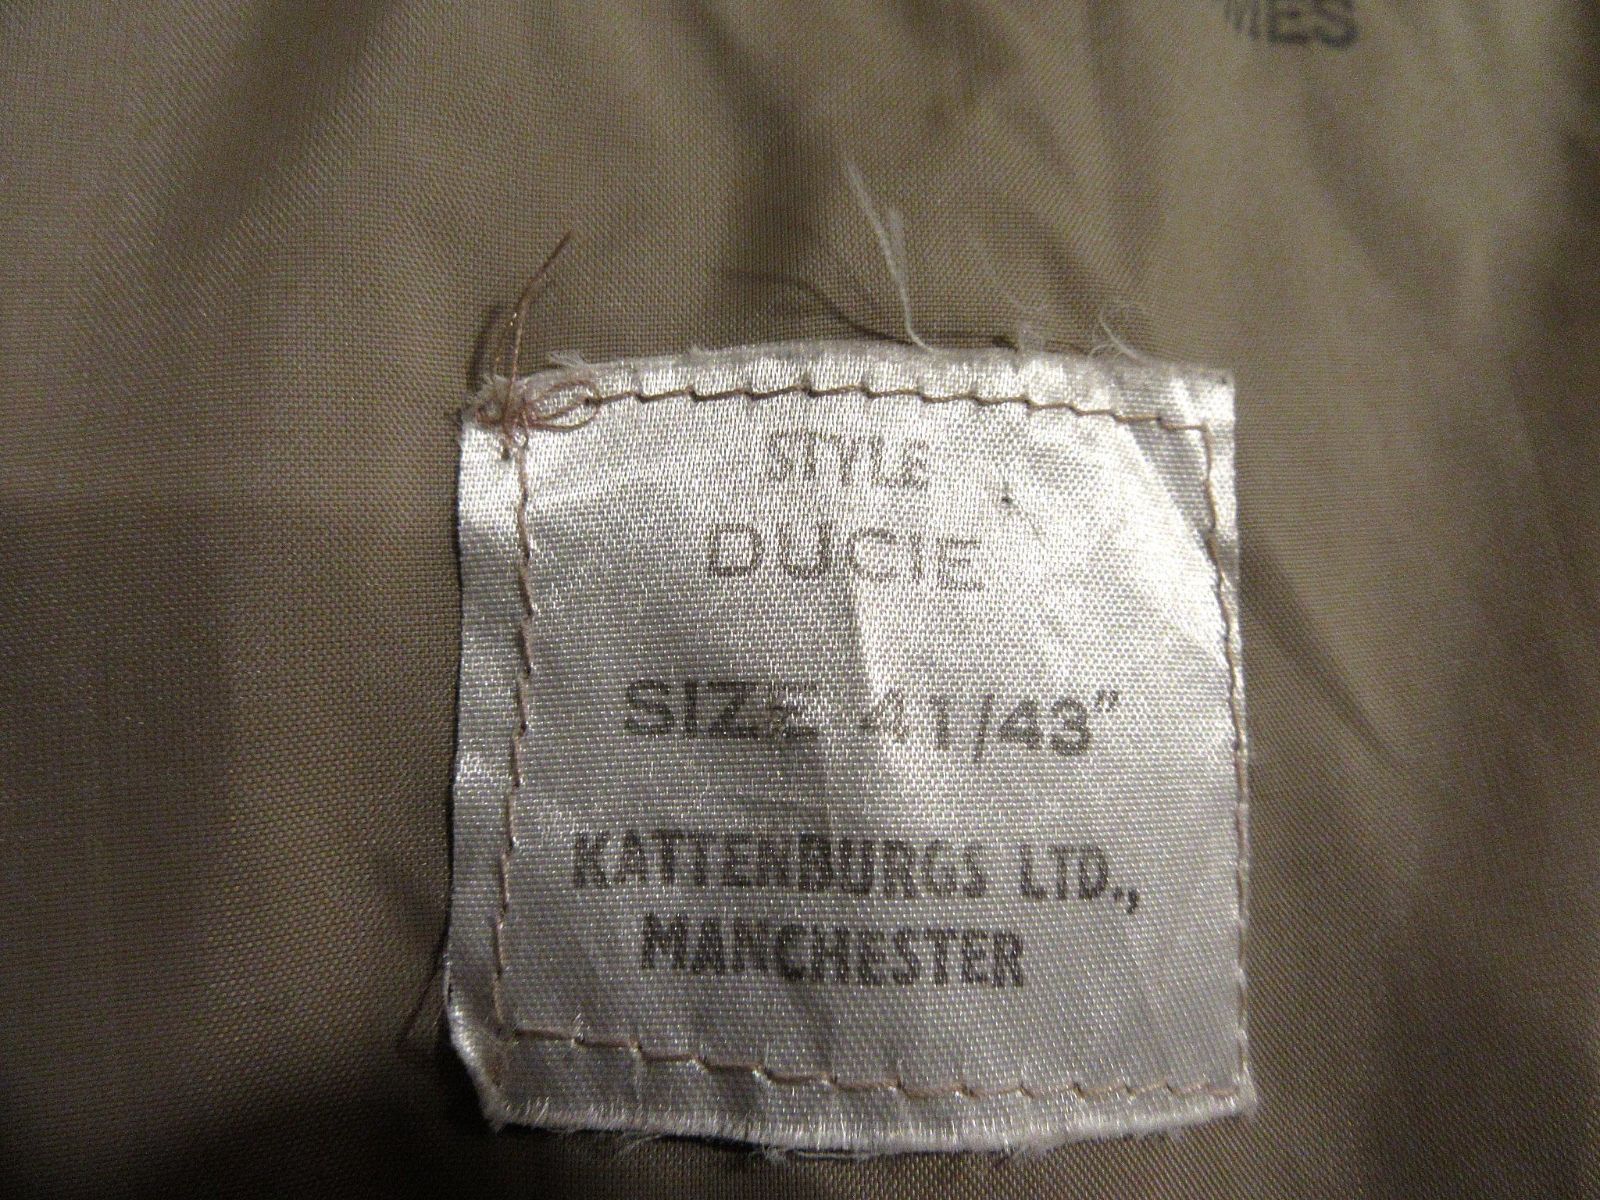 STYLE
DUCIE
SIZE 41/43"
KATTENBURGS LTD.,
MANCHESTER